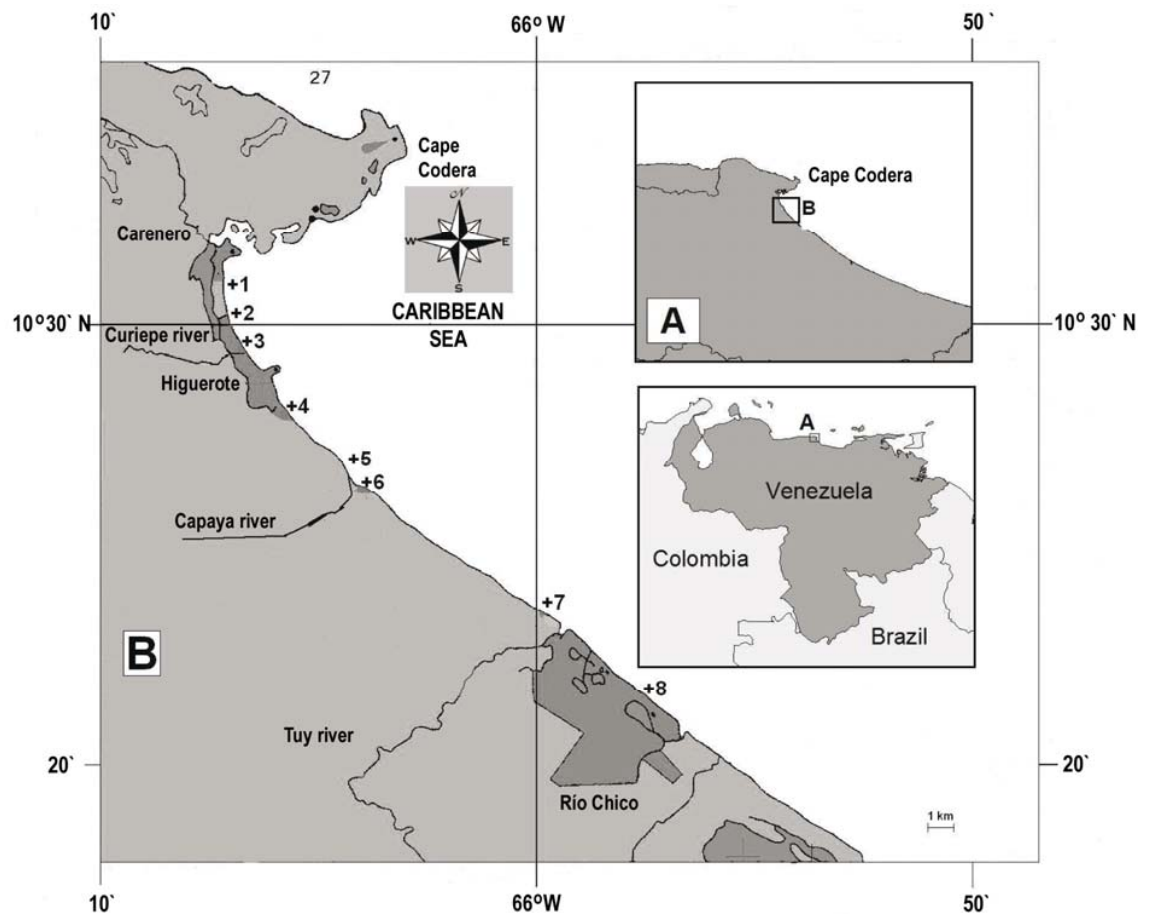 10`
66º W
50`
27
Cape
Codera
Cape Codera
Carenero
N
W
E
S
B
+1
CARIBBEAN
SEA
+2
A
10º30` N
10º 30` N
Curiepe river
+3
Higuerote
+4
A
+5
+6
Venezuela
Capaya river
Colombia
+7
Brazil
B
+8
Tuy river
20`
20`
Río Chico
1 km
10`
66ºW
50`